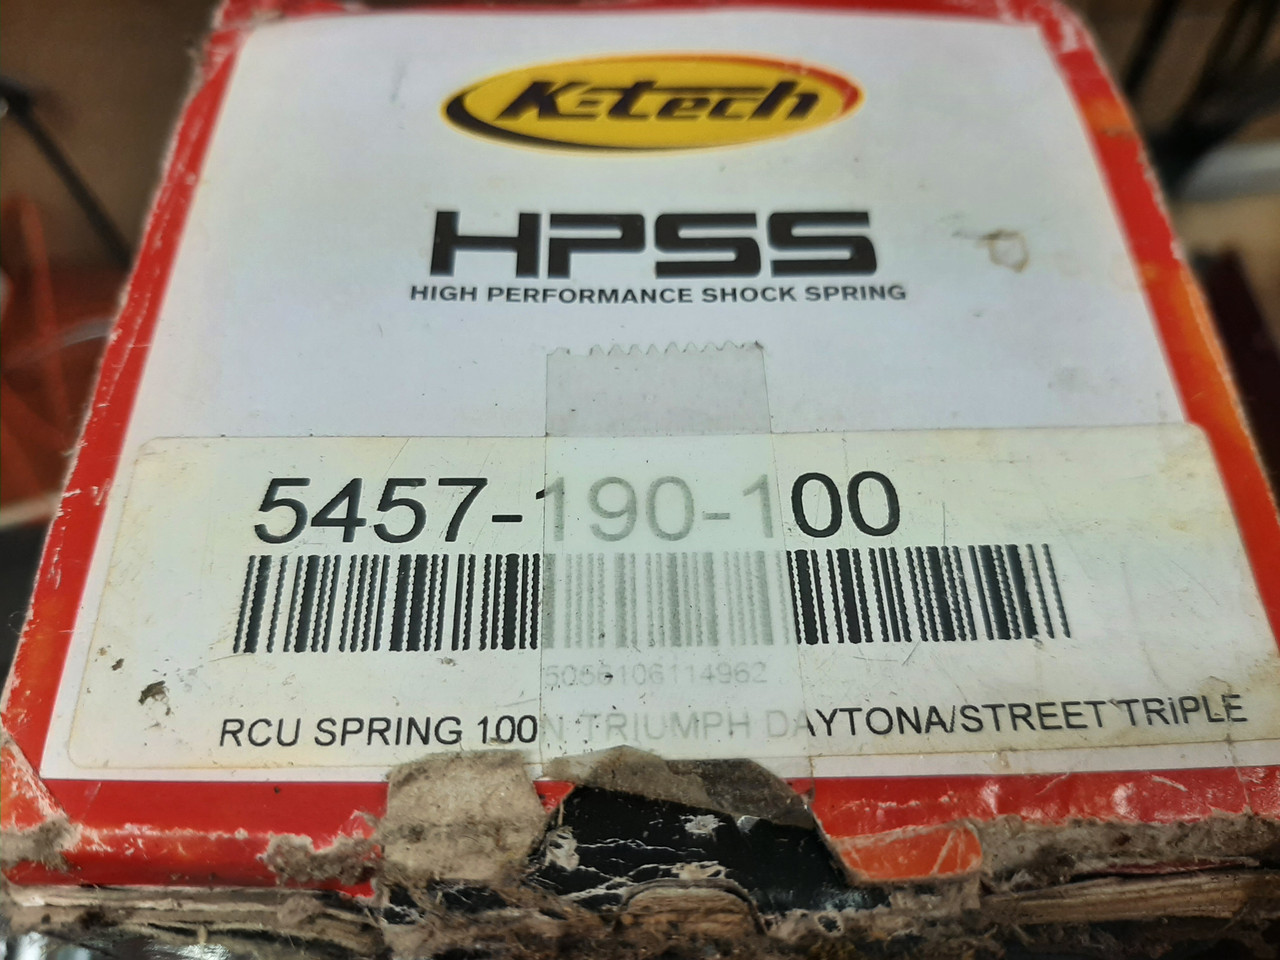 K-tech
HPSS
HIGH PERFORMANCE SHOCK SPRING
5457-190-100
5056106114962
RCU SPRING 100N TRIUMPH DAYTONA/STREET TRIPLE